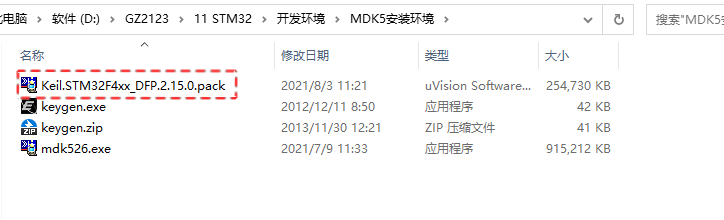 比电脑 > 软件 (D:) > GZ2123 > 11 STM32 > 开发环境 > MDK5安装环境 搜索"MDK5安
名称 修改日期 类型 大小
Keil.STM32F4xx_DFP.2.15.0.pack 2021/8/3 11:21 uVision Software... 254,730 KB
keygen.exe 2012/12/11 8:50 应用程序 42 KB
keygen.zip 2013/11/30 12:21 ZIP 压缩文件 41 KB
mdk526.exe 2021/7/9 11:33 应用程序 915,212 KB